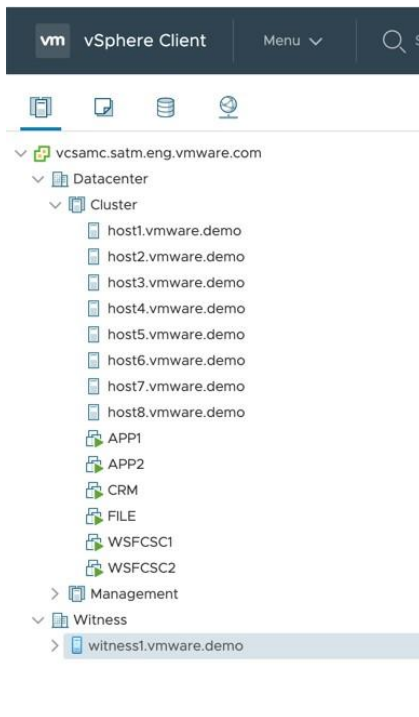 vm vSphere Client Menu
vcsamc.satm.eng.vmware.com
Datacenter
Cluster
host1.vmware.demo
host2.vmware.demo
host3.vmware.demo
host4.vmware.demo
host5.vmware.demo
host6.vmware.demo
host7.vmware.demo
host8.vmware.demo
APP1
APP2
CRM
FILE
WSFCSC1
WSFCSC2
Management
Witness
witness1.vmware.demo